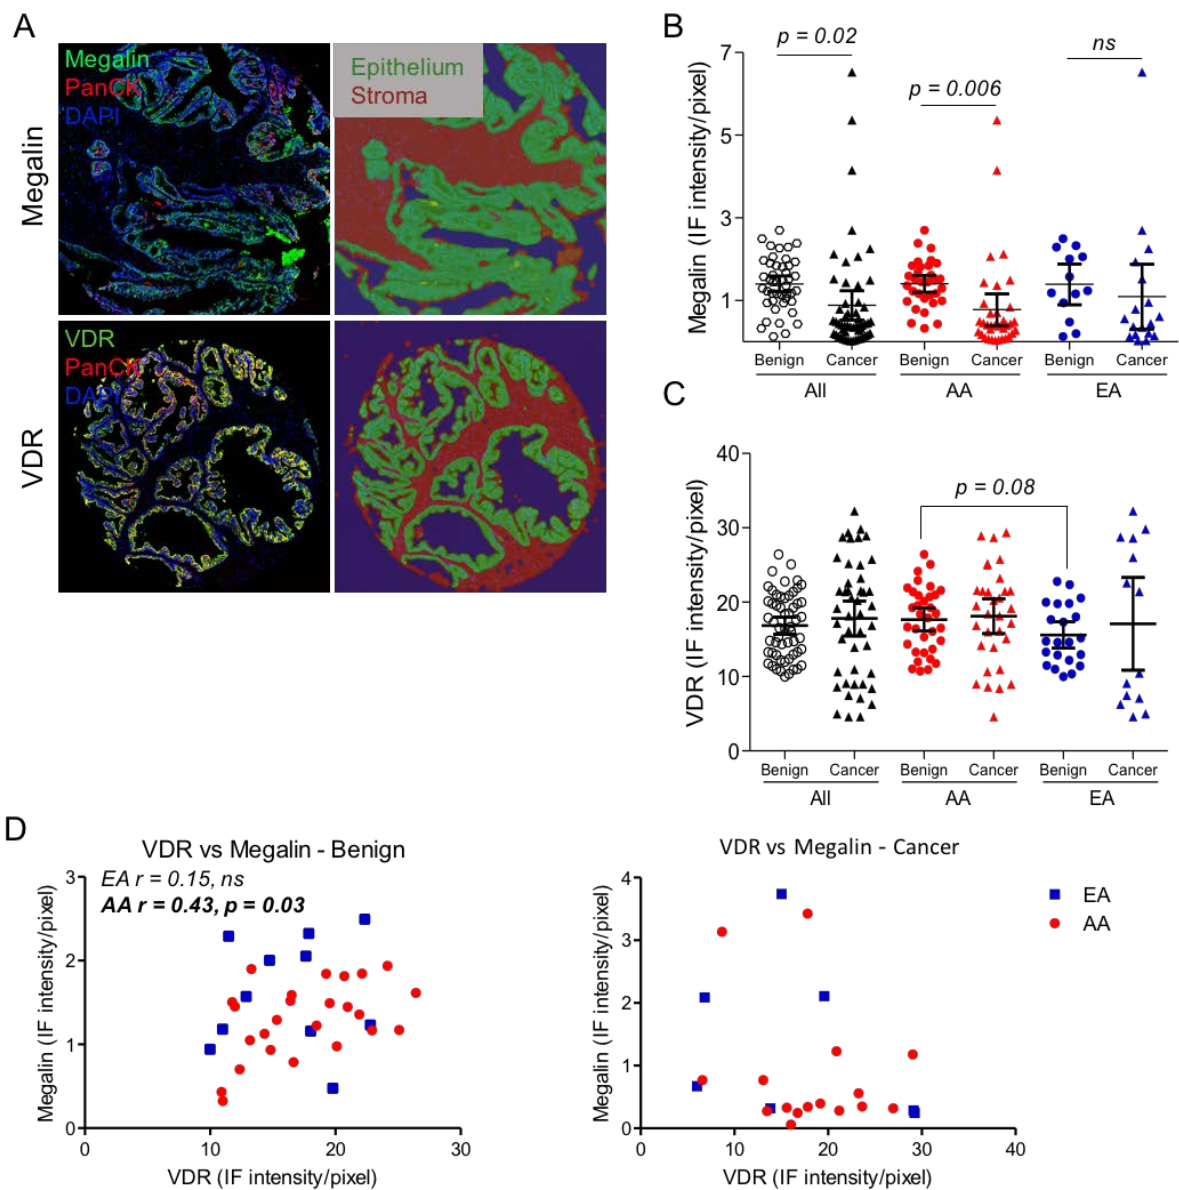 A
Megalin
PanCK
DAPI
Epithelium
Stroma
Megalin
VDR
PanCK
DAPI
VDR
B
p = 0.02
p = 0.006
ns
7
5
3
1
Megalin (IF intensity/pixel)
Benign Cancer Benign Cancer Benign Cancer
All AA EA
C
p = 0.08
40
30
20
10
0
VDR (IF intensity/pixel)
Benign Cancer Benign Cancer Benign Cancer
All AA EA
D
VDR vs Megalin - Benign
EA r = 0.15, ns
AA r = 0.43, p = 0.03
3
2
1
0
Megalin (IF intensity/pixel)
0 10 20 30
VDR (IF intensity/pixel)
VDR vs Megalin - Cancer
4
3
2
1
0
Megalin (IF intensity/pixel)
0 10 20 30 40
VDR (IF intensity/pixel)
EA
AA